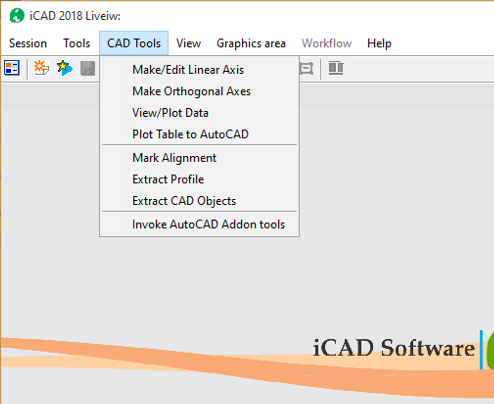 iCAD 2018 Liveiw:
Session Tools CAD Tools View Graphics area Workflow Help
Make/Edit Linear Axis
Make Orthogonal Axes
View/Plot Data
Plot Table to AutoCAD
Mark Alignment
Extract Profile
Extract CAD Objects
Invoke AutoCAD Addon tools
iCAD Software